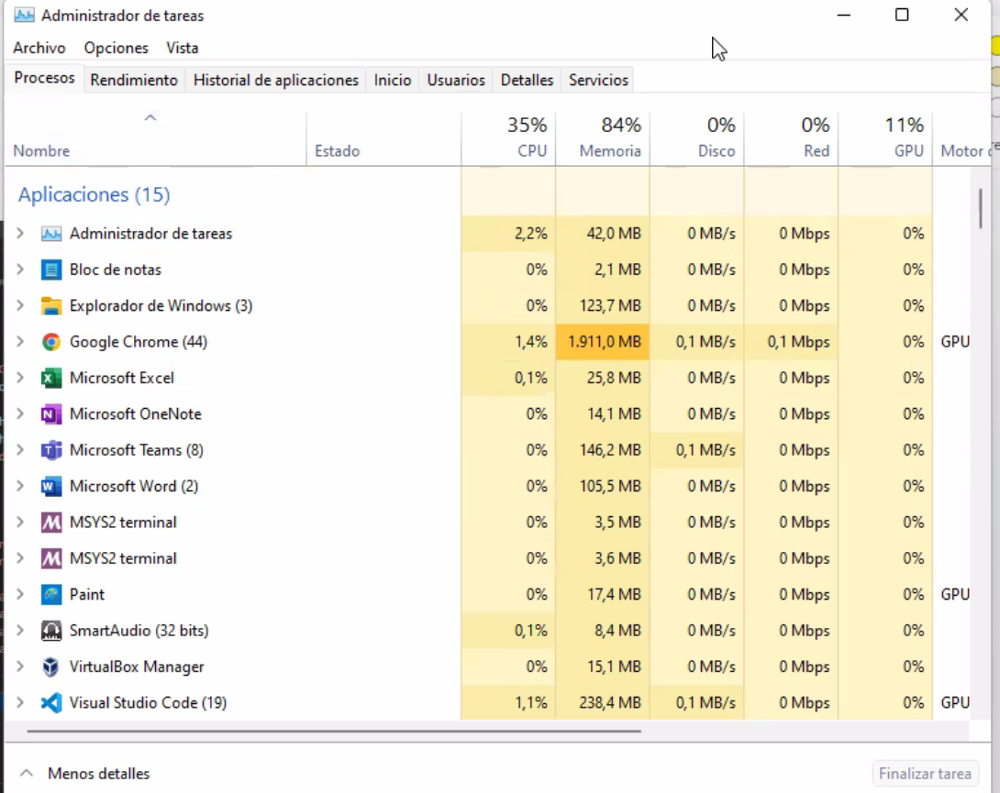 Administrador de tareas
Archivo Opciones Vista
Procesos Rendimiento Historial de aplicaciones Inicio Usuarios Detalles Servicios
35% 84% 0% 0% 11%
Nombre Estado CPU Memoria Disco Red GPU Motor
Aplicaciones (15)
Administrador de tareas 2,2% 42,0 MB 0 MB/s 0 Mbps 0%
Bloc de notas 0% 2,1 MB 0 MB/s 0 Mbps 0%
Explorador de Windows (3) 0% 123,7 MB 0 MB/s 0 Mbps 0%
Google Chrome (44) 1,4% 1.911,0 MB 0,1 MB/s 0,1 Mbps 0% GPU
Microsoft Excel 0,1% 25,8 MB 0 MB/s 0 Mbps 0%
Microsoft OneNote 0% 14,1 MB 0 MB/s 0 Mbps 0%
Microsoft Teams (8) 0% 146,2 MB 0,1 MB/s 0 Mbps 0%
Microsoft Word (2) 0% 105,5 MB 0 MB/s 0 Mbps 0%
MSYS2 terminal 0% 3,5 MB 0 MB/s 0 Mbps 0%
MSYS2 terminal 0% 3,6 MB 0 MB/s 0 Mbps 0%
Paint 0% 17,4 MB 0 MB/s 0 Mbps 0% GPU
SmartAudio (32 bits) 0,1% 8,4 MB 0 MB/s 0 Mbps 0%
VirtualBox Manager 0% 15,1 MB 0 MB/s 0 Mbps 0%
Visual Studio Code (19) 1,1% 238,4 MB 0,1 MB/s 0 Mbps 0% GPU
Menos detalles Finalizar tarea